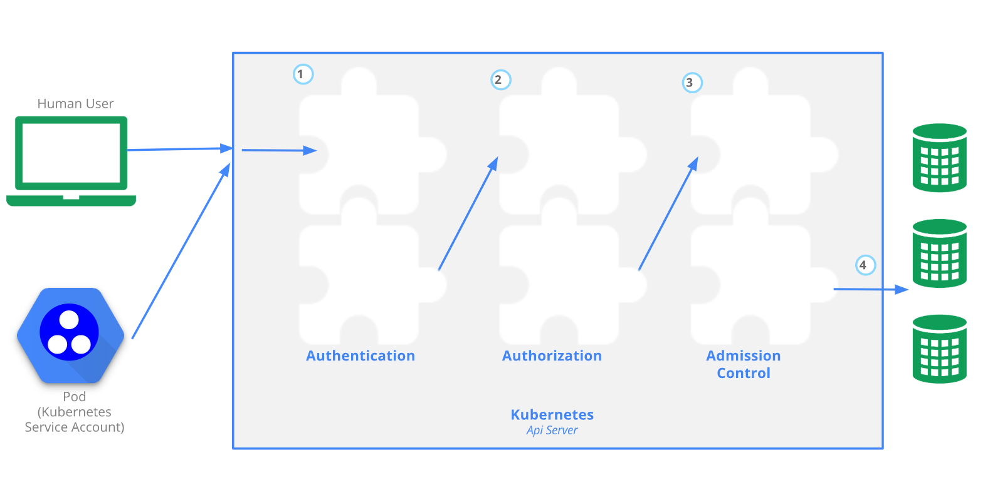 Human User
Pod
(Kubernetes
Service Account)
1
2
3
4
Authentication
Authorization
Admission
Control
Kubernetes
Api Server